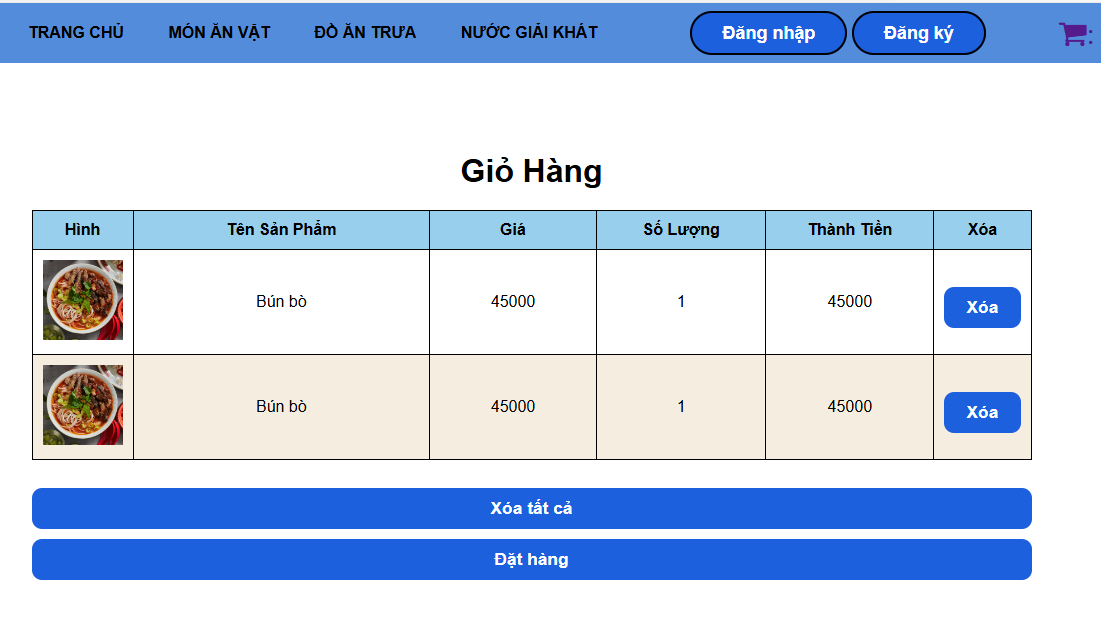 TRANG CHỦ MÓN ĂN VẶT ĐỒ ĂN TRƯA NƯỚC GIẢI KHÁT Đăng nhập Đăng ký :
Giỏ Hàng
Hình Tên Sản Phẩm Giá Số Lượng Thành Tiền Xóa
Bún bò 45000 1 45000 Xóa
Bún bò 45000 1 45000 Xóa
Xóa tất cả
Đặt hàng